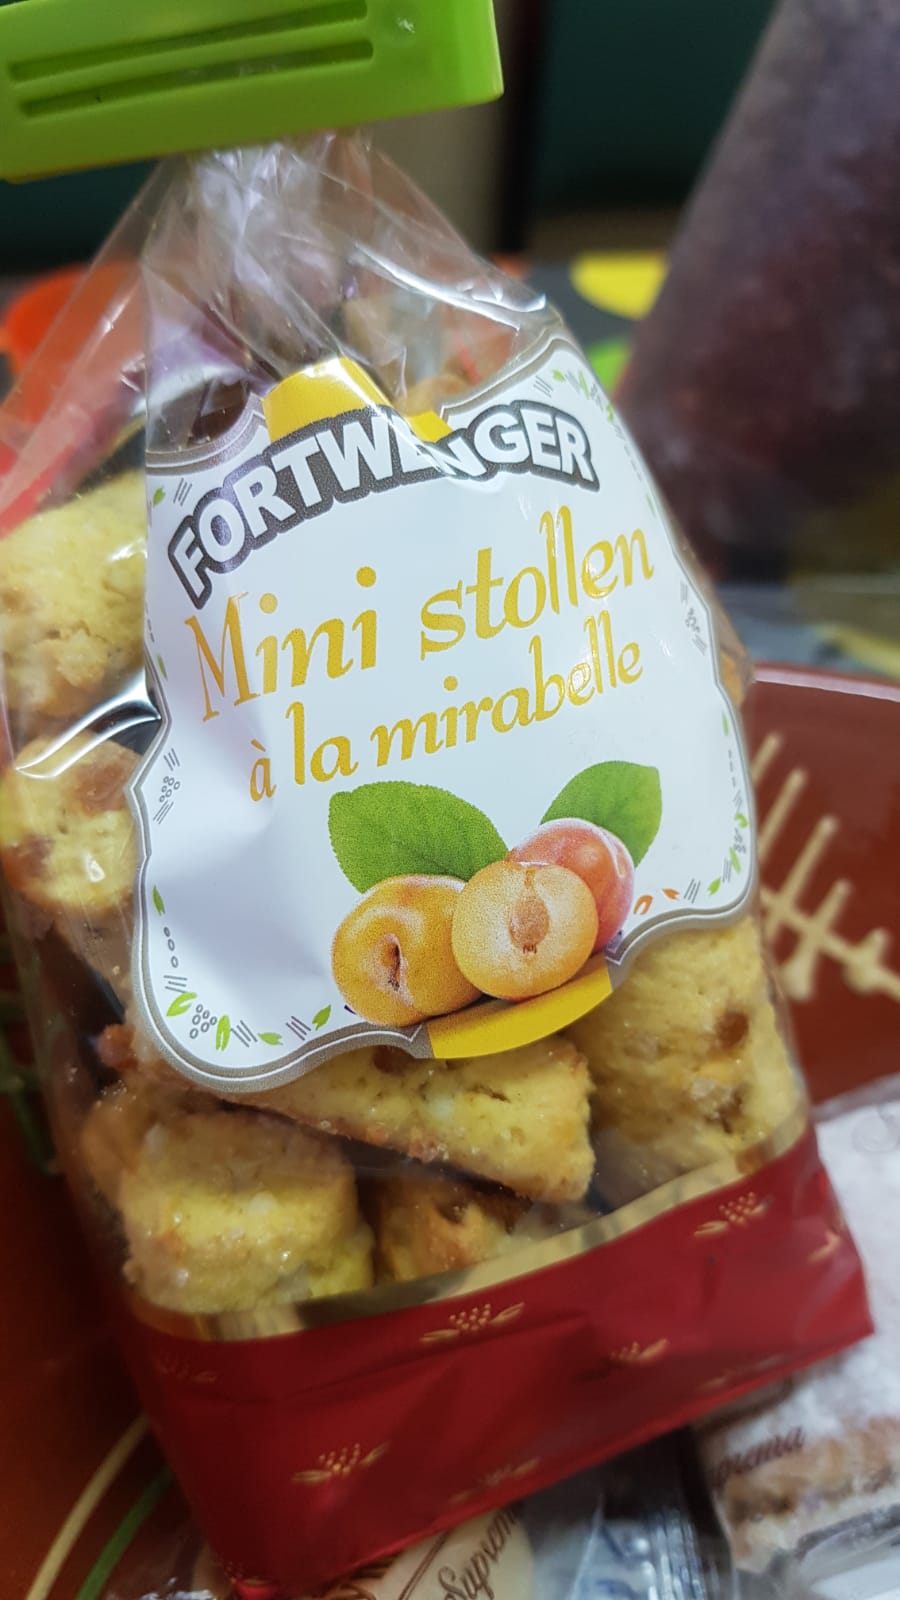 FORTWENGER
Mini stollen
à la mirabelle